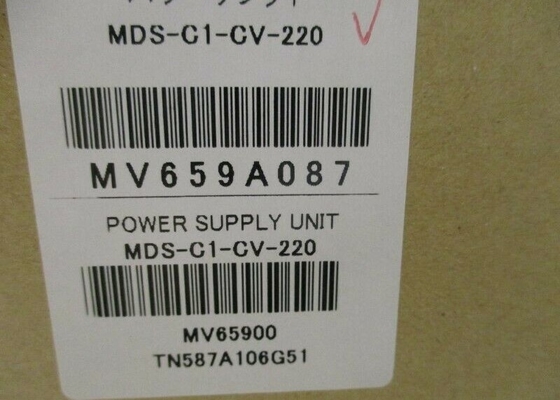 MDS-C1-CV-220
MV659A087
POWER SUPPLY UNIT
MDS-C1-CV-220
MV65900
TN587A106G51